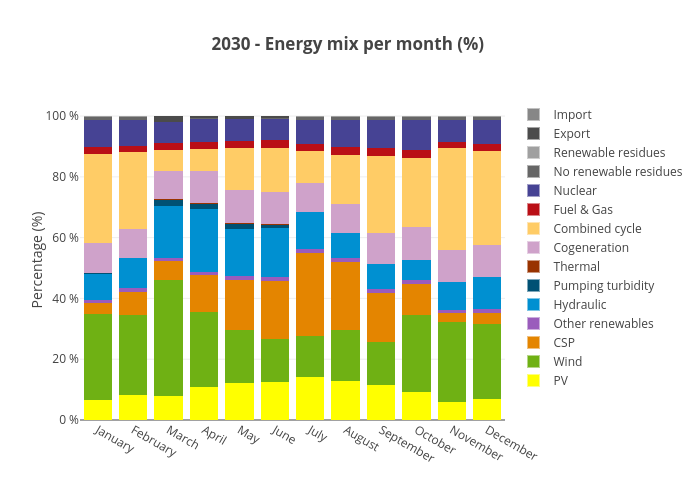 2030 - Energy mix per month (%)
Percentage (%)
100 %
80 %
60 %
40 %
20 %
0 %
January
February
March
April
May
June
July
August
September
October
November
December
Import
Export
Renewable residues
No renewable residues
Nuclear
Fuel & Gas
Combined cycle
Cogeneration
Thermal
Pumping turbidity
Hydraulic
Other renewables
CSP
Wind
PV